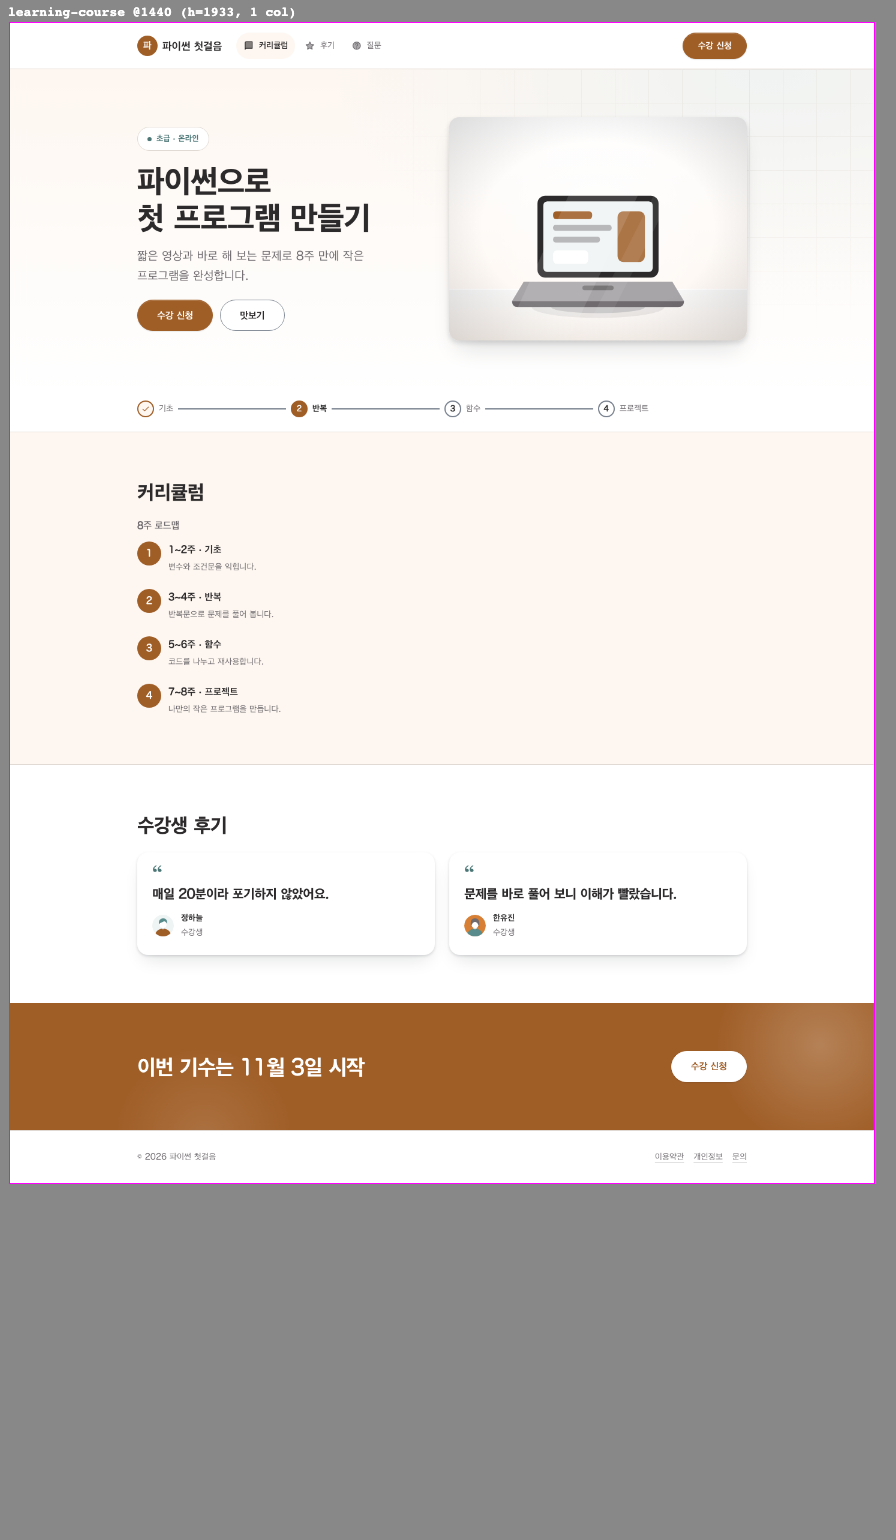 learning-course @1440 (h=1933, 1 col)
파 파이썬 첫걸음 커리큘럼 후기 질문 수강 신청
초급 · 온라인
파이썬으로
첫 프로그램 만들기
짧은 영상과 바로 해 보는 문제로 8주 만에 작은
프로그램을 완성합니다.
수강 신청 맛보기
기초 2 반복 3 함수 4 프로젝트
커리큘럼
8주 로드맵
1 1~2주 · 기초
변수와 조건문을 익힙니다.
2 3~4주 · 반복
반복문으로 문제를 풀어 봅니다.
3 5~6주 · 함수
코드를 나누고 재사용합니다.
4 7~8주 · 프로젝트
나만의 작은 프로그램을 만듭니다.
수강생 후기
“
매일 20분이라 포기하지 않았어요.
정하늘
수강생
“
문제를 바로 풀어 보니 이해가 빨랐습니다.
한유진
수강생
이번 기수는 11월 3일 시작
수강 신청
© 2026 파이썬 첫걸음
이용약관 개인정보 문의